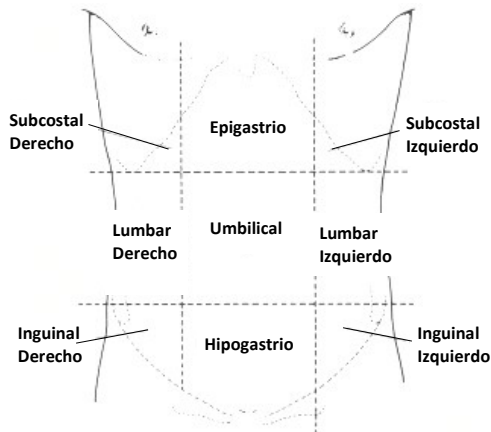 Subcostal
Derecho
Epigastrio
Subcostal
Izquierdo
Lumbar
Derecho
Umbilical
Lumbar
Izquierdo
Inguinal
Derecho
Hipogastrio
Inguinal
Izquierdo